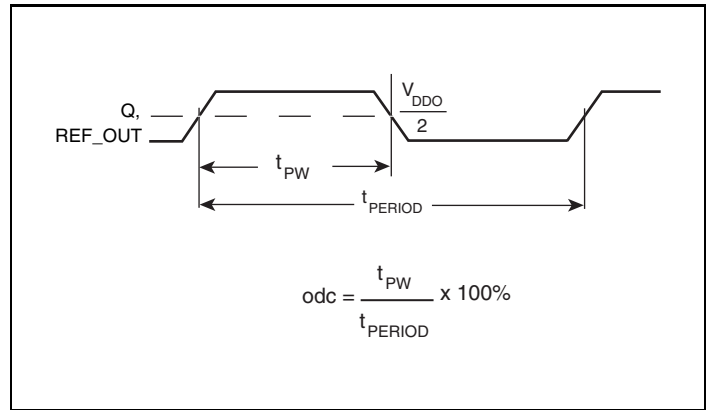 Q,
REF_OUT
V_DDO
2
t_PW
t_PERIOD
odc = t_PW / t_PERIOD x 100%